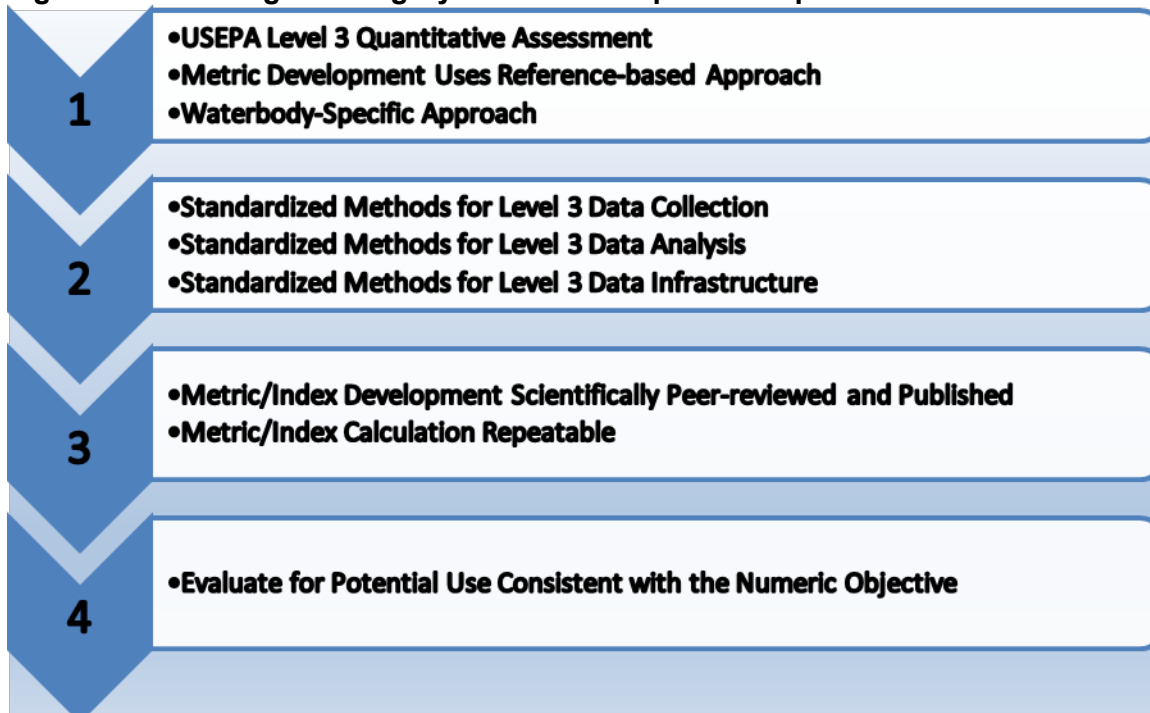 1
•USEPA Level 3 Quantitative Assessment
•Metric Development Uses Reference-based Approach
•Waterbody-Specific Approach
2
•Standardized Methods for Level 3 Data Collection
•Standardized Methods for Level 3 Data Analysis
•Standardized Methods for Level 3 Data Infrastructure
3
•Metric/Index Development Scientifically Peer-reviewed and Published
•Metric/Index Calculation Repeatable
4
•Evaluate for Potential Use Consistent with the Numeric Objective